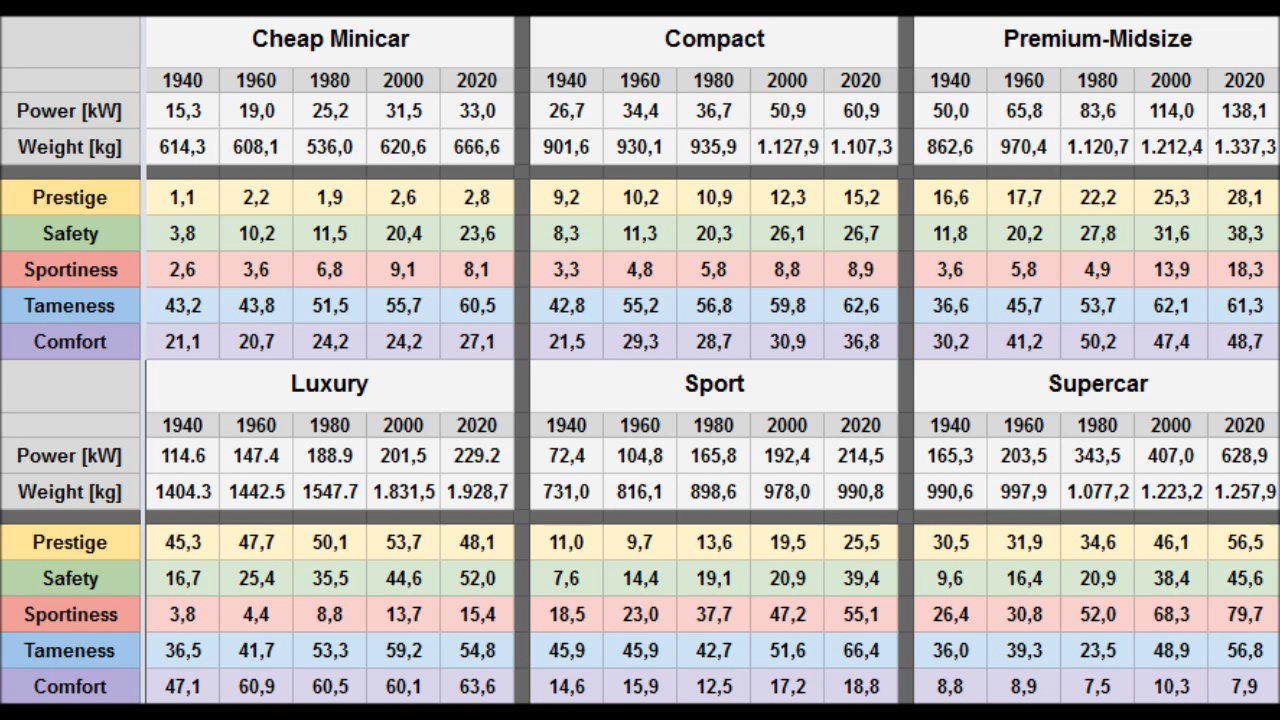 Cheap Minicar Compact Premium-Midsize
1940 1960 1980 2000 2020 1940 1960 1980 2000 2020 1940 1960 1980 2000 2020
Power [kW] 15,3 19,0 25,2 31,5 33,0 26,7 34,4 36,7 50,9 60,9 50,0 65,8 83,6 114,0 138,1
Weight [kg] 614,3 608,1 536,0 620,6 666,6 901,6 930,1 935,9 1.127,9 1.107,3 862,6 970,4 1.120,7 1.212,4 1.337,3
Prestige 1,1 2,2 1,9 2,6 2,8 9,2 10,2 10,9 12,3 15,2 16,6 17,7 22,2 25,3 28,1
Safety 3,8 10,2 11,5 20,4 23,6 8,3 11,3 20,3 26,1 26,7 11,8 20,2 27,8 31,6 38,3
Sportiness 2,6 3,6 6,8 9,1 8,1 3,3 4,8 5,8 8,8 8,9 3,6 5,8 4,9 13,9 18,3
Tameness 43,2 43,8 51,5 55,7 60,5 42,8 55,2 56,8 59,8 62,6 36,6 45,7 53,7 62,1 61,3
Comfort 21,1 20,7 24,2 24,2 27,1 21,5 29,3 28,7 30,9 36,8 30,2 41,2 50,2 47,4 48,7
Luxury Sport Supercar
1940 1960 1980 2000 2020 1940 1960 1980 2000 2020 1940 1960 1980 2000 2020
Power [kW] 114.6 147.4 188.9 201,5 229.2 72,4 104,8 165,8 192,4 214,5 165,3 203,5 343,5 407,0 628,9
Weight [kg] 1404.3 1442.5 1547.7 1.831,5 1.928,7 731,0 816,1 898,6 978,0 990,8 990,6 997,9 1.077,2 1.223,2 1.257,9
Prestige 45,3 47,7 50,1 53,7 48,1 11,0 9,7 13,6 19,5 25,5 30,5 31,9 34,6 46,1 56,5
Safety 16,7 25,4 35,5 44,6 52,0 7,6 14,4 19,1 20,9 39,4 9,6 16,4 20,9 38,4 45,6
Sportiness 3,8 4,4 8,8 13,7 15,4 18,5 23,0 37,7 47,2 55,1 26,4 30,8 52,0 68,3 79,7
Tameness 36,5 41,7 53,3 59,2 54,8 45,9 45,9 42,7 51,6 66,4 36,0 39,3 23,5 48,9 56,8
Comfort 47,1 60,9 60,5 60,1 63,6 14,6 15,9 12,5 17,2 18,8 8,8 8,9 7,5 10,3 7,9